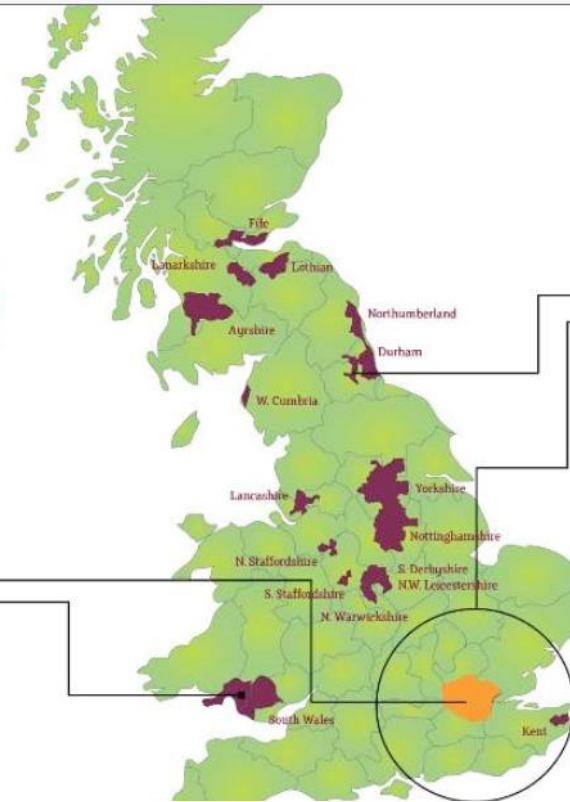 Fife
Lanarkshire
Lothian
Ayrshire
Northumberland
Durham
W. Cumbria
Lancashire
Yorkshire
Nottinghamshire
N. Staffordshire
S. Derbyshire
N.W. Leicestershire
S. Staffordshire
N. Warwickshire
South Wales
Kent